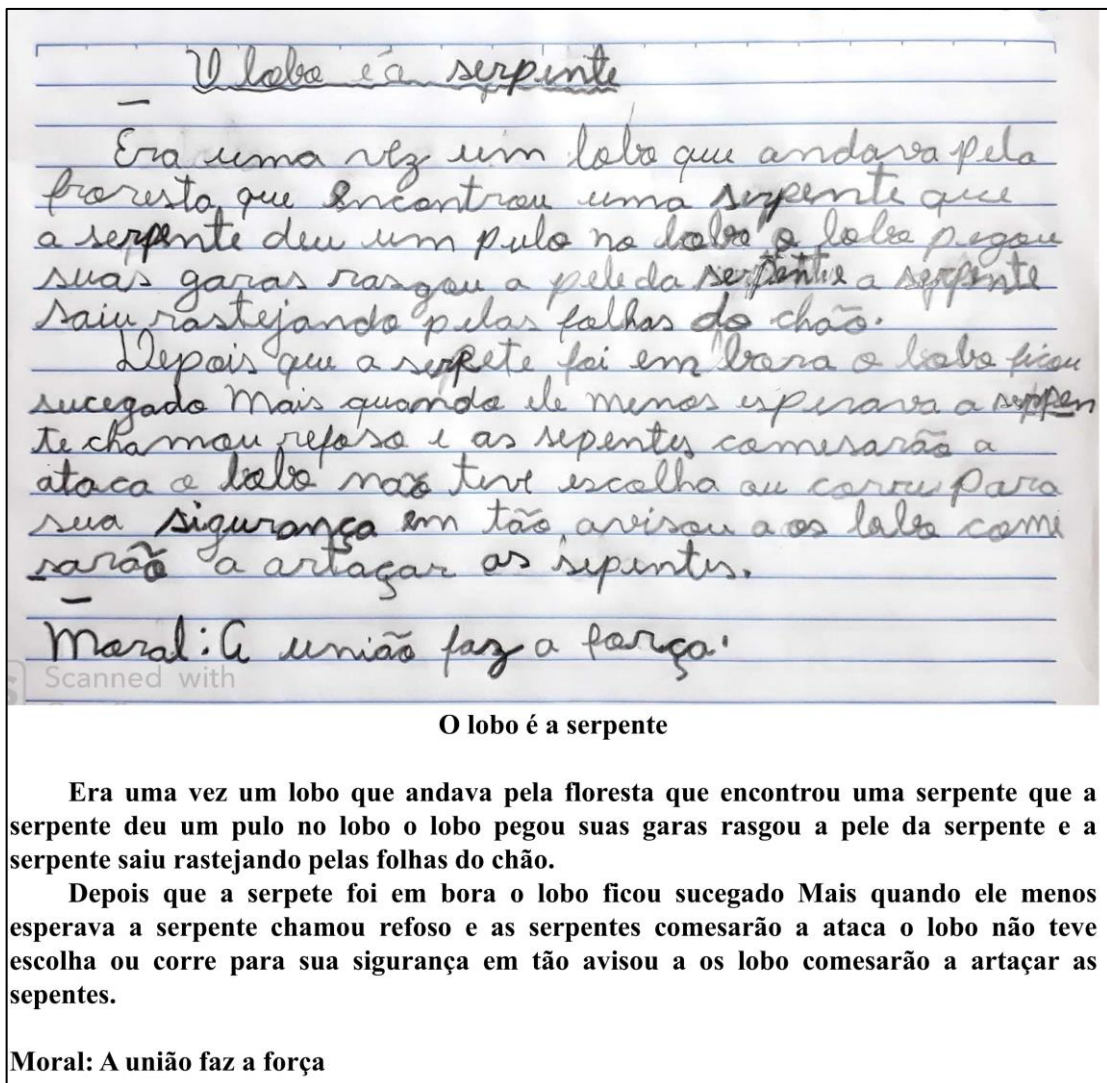 O lobo é a serpinte
Era uma vez um lobo que andava pela
froresta que encontrou uma serpente que
a serpente deu um pulo no lobo o lobo pegou
suas garas rasgou a pele da serpente a serpente
saiu rastejando pelas folhas do chão.
Depois que a serpete foi em bora o lobo ficou
sucegado Mais quando ele menos esperava a serpen
te chamou refoso e as sepentes comesarão a
ataca o lobo não teve escolha ou corre para
sua sigurança em tão avisou a os lobo come
sarão a artaçar as sepentes.
Moral: A união faz a força.
Scanned with
O lobo é a serpente
Era uma vez um lobo que andava pela floresta que encontrou uma serpente que a
serpente deu um pulo no lobo o lobo pegou suas garas rasgou a pele da serpente e a
serpente saiu rastejando pelas folhas do chão.
Depois que a serpete foi em bora o lobo ficou sucegado Mais quando ele menos
esperava a serpente chamou refoso e as serpentes comesarão a ataca o lobo não teve
escolha ou corre para sua sigurança em tão avisou a os lobo comesarão a artaçar as
sepentes.
Moral: A união faz a força